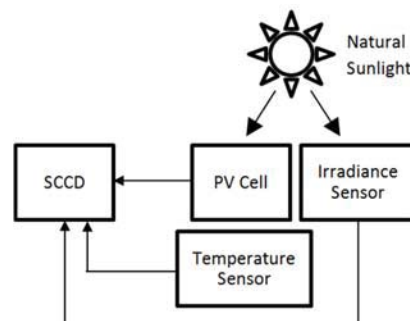 Natural
Sunlight
SCCD
PV Cell
Irradiance
Sensor
Temperature
Sensor